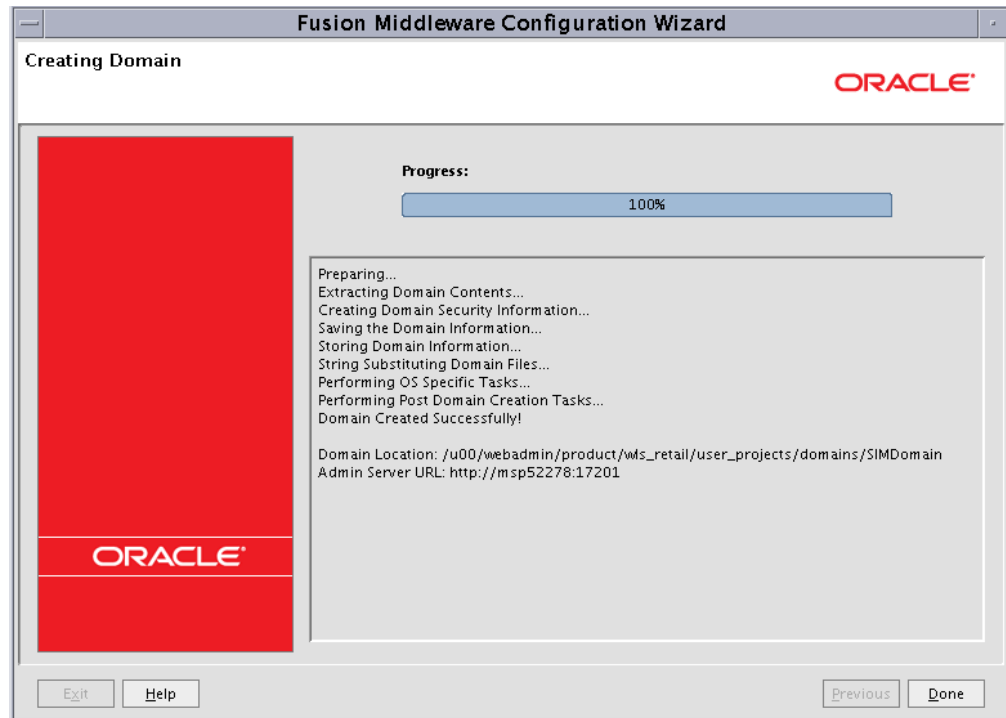 Fusion Middleware Configuration Wizard
Creating Domain
ORACLE
Progress:
100%
Preparing...
Extracting Domain Contents...
Creating Domain Security Information...
Saving the Domain Information...
Storing Domain Information...
String Substituting Domain Files...
Performing OS Specific Tasks...
Performing Post Domain Creation Tasks...
Domain Created Successfully!
Domain Location: /u00/webadmin/product/wls_retail/user_projects/domains/SIMDomain
Admin Server URL: http://msp52278:17201
ORACLE
Exit Help Previous Done